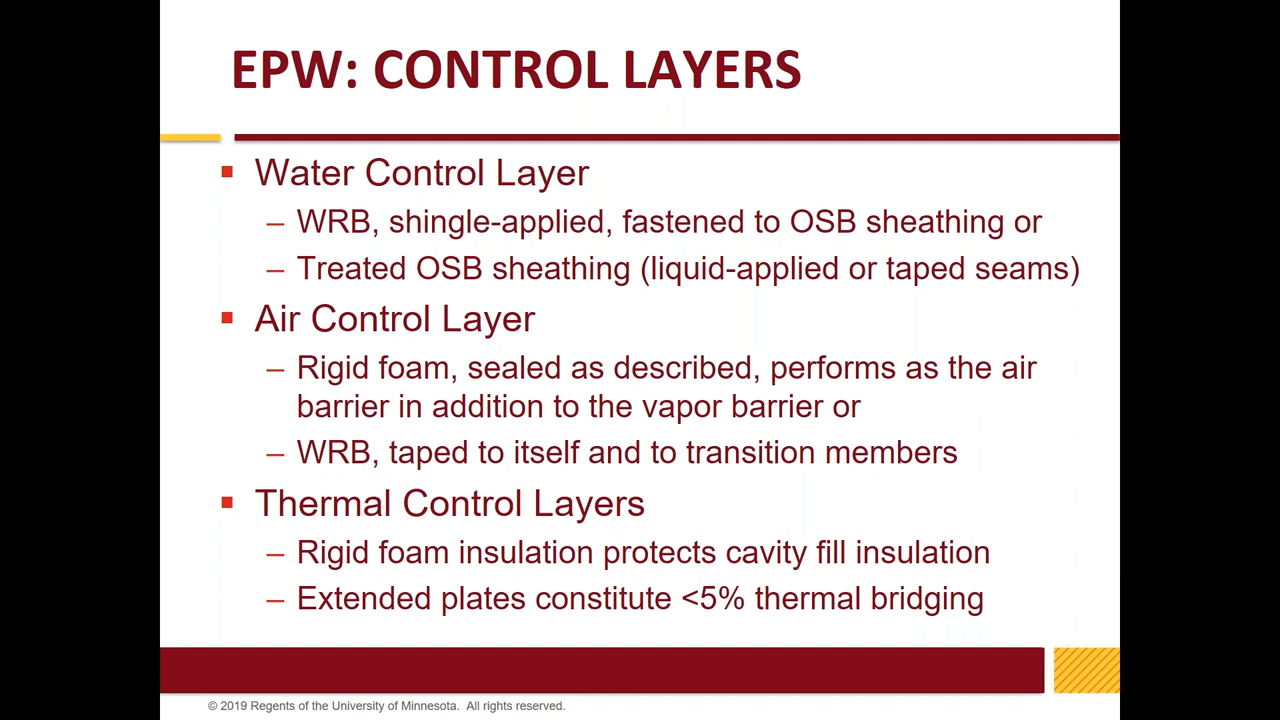 EPW: CONTROL LAYERS
▪ Water Control Layer
– WRB, shingle-applied, fastened to OSB sheathing or
– Treated OSB sheathing (liquid-applied or taped seams)
▪ Air Control Layer
– Rigid foam, sealed as described, performs as the air
barrier in addition to the vapor barrier or
– WRB, taped to itself and to transition members
▪ Thermal Control Layers
– Rigid foam insulation protects cavity fill insulation
– Extended plates constitute <5% thermal bridging
© 2019 Regents of the University of Minnesota. All rights reserved.